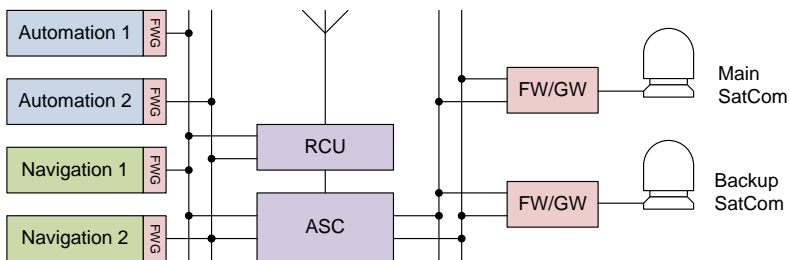 Automation 1
FWG
Automation 2
FWG
Navigation 1
FWG
Navigation 2
FWG
RCU
ASC
FW/GW
Main
SatCom
FW/GW
Backup
SatCom